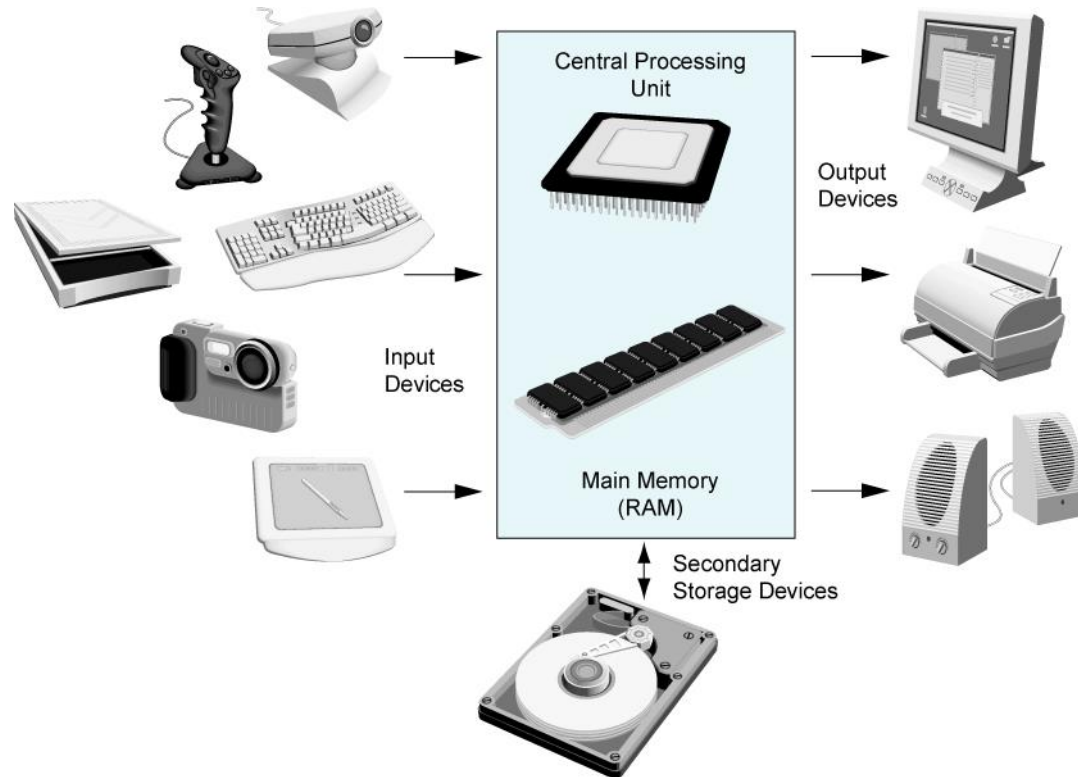 Central Processing
Unit
Output
Devices
Input
Devices
Main Memory
(RAM)
Secondary
Storage Devices